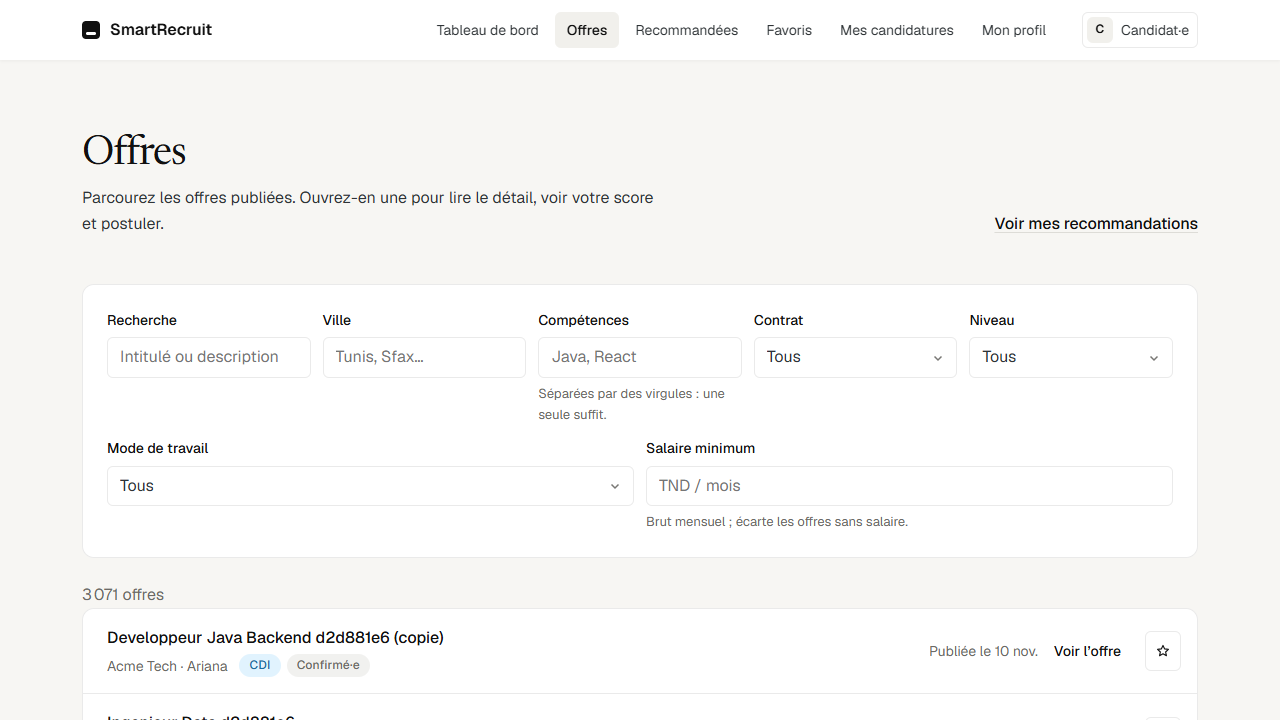 SmartRecruit
Tableau de bord
Offres
Recommandées
Favoris
Mes candidatures
Mon profil
C
Candidat·e
Offres
Parcourez les offres publiées. Ouvrez-en une pour lire le détail, voir votre score
et postuler.
Voir mes recommandations
Recherche
Ville
Compétences
Contrat
Niveau
Intitulé ou description
Tunis, Sfax…
Java, React
Tous
Tous
Séparées par des virgules : une
seule suffit.
Mode de travail
Salaire minimum
Tous
TND / mois
Brut mensuel ; écarte les offres sans salaire.
3 071 offres
Developpeur Java Backend d2d881e6 (copie)
Acme Tech · Ariana
CDI
Confirmé·e
Publiée le 10 nov.
Voir l’offre
Ingenieur Data d2d881e6